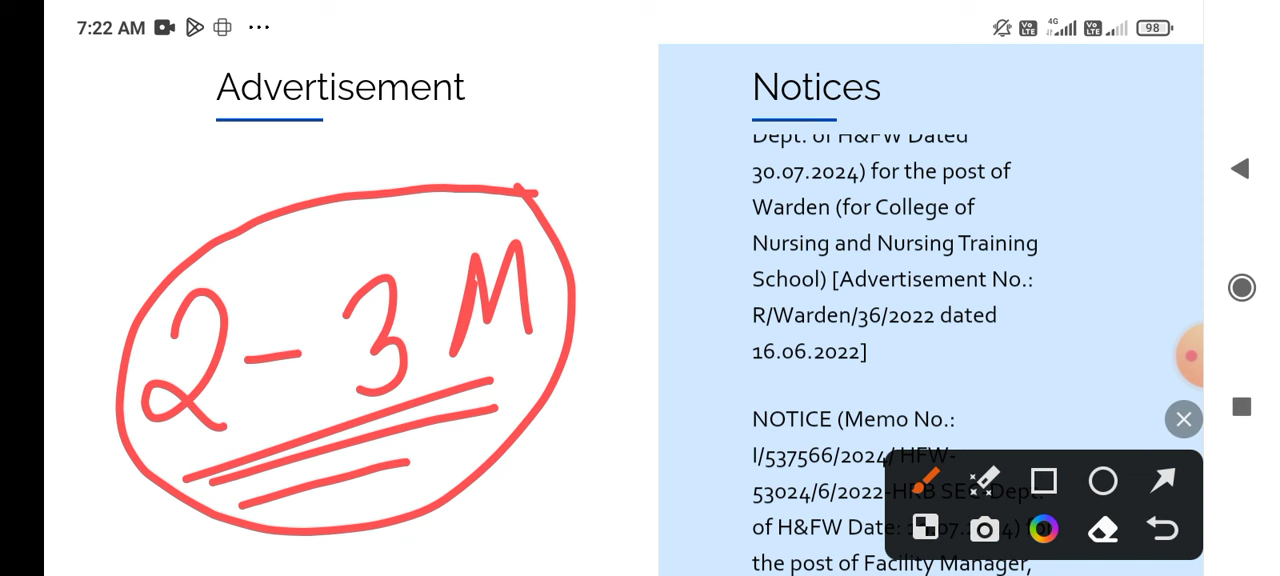 7:22 AM
4G
98
Advertisement
2 - 3 M
Notices
Dept. of H&FW Dated
30.07.2024) for the post of
Warden (for College of
Nursing and Nursing Training
School) [Advertisement No.:
R/Warden/36/2022 dated
16.06.2022]
NOTICE (Memo No.:
I/537566/2024/ HFW-
53024/6/2022-HRB SEC-Dept.
of H&FW Date:
the post of Facility Manager,